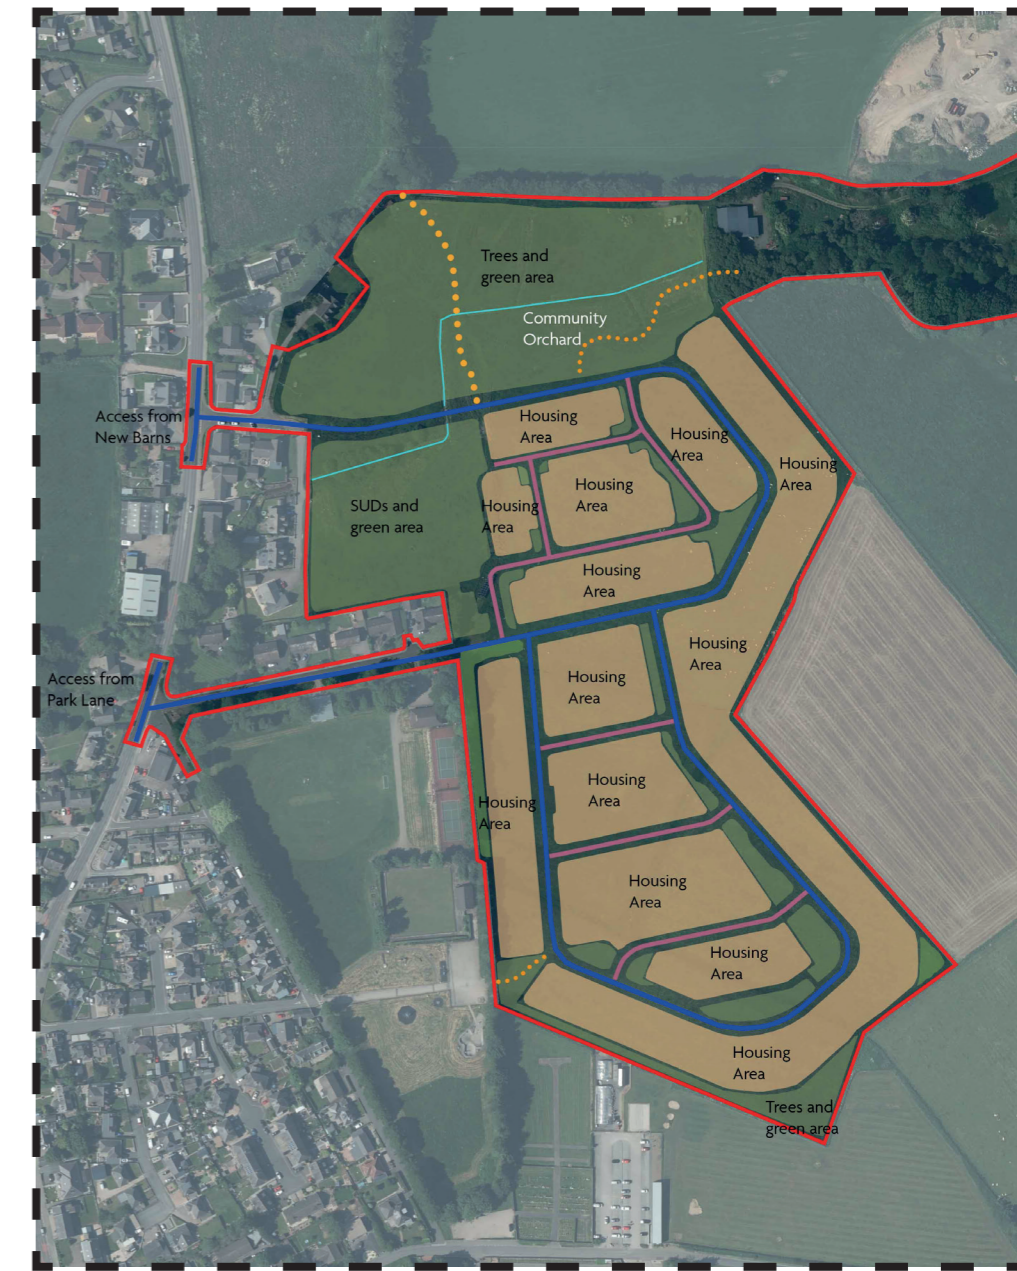 Trees and
green area
Community
Orchard
Access from
New Barns
Housing
Area
Housing
Area
Housing
Area
Housing
Area
Housing
Area
SUDs and
green area
Housing
Area
Housing
Area
Access from
Park Lane
Housing
Area
Housing
Area
Housing
Area
Housing
Area
Housing
Area
Housing
Area
Trees and
green area